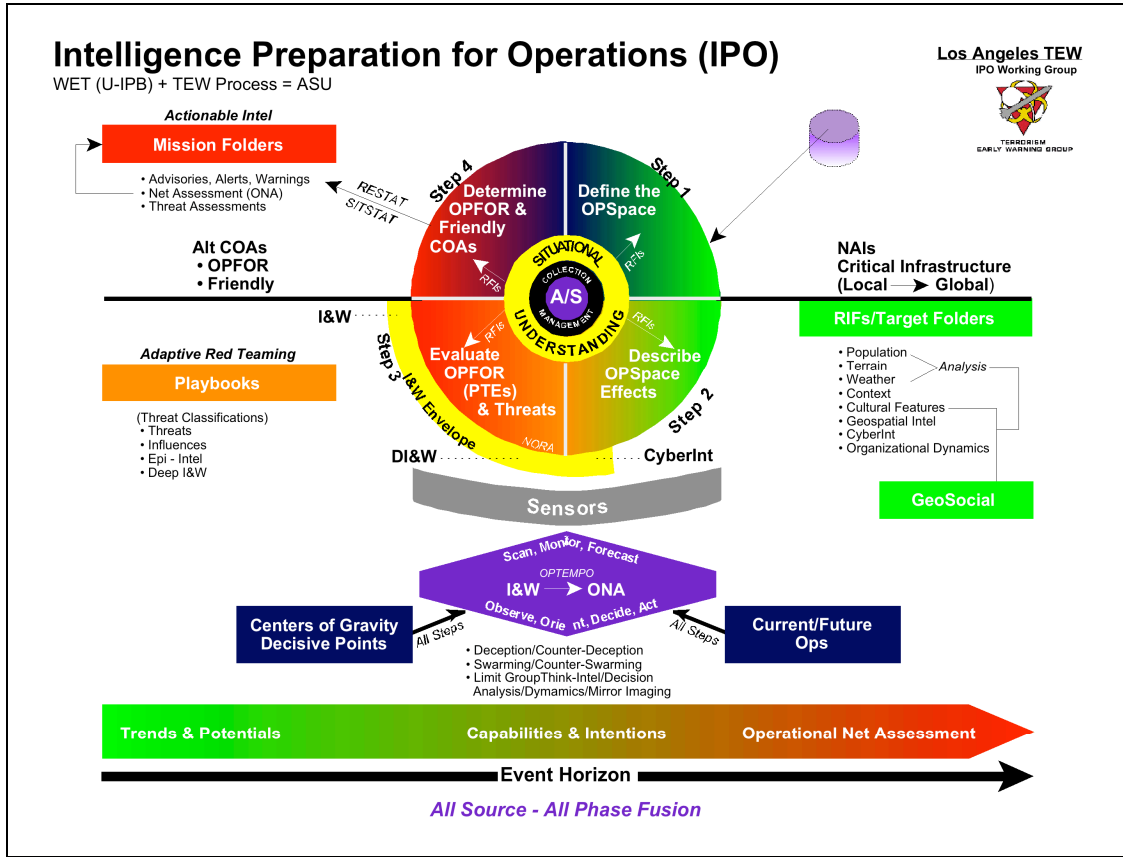 Intelligence Preparation for Operations (IPO)
WET (U-IPB) + TEW Process = ASU
Los Angeles TEW
IPO Working Group
TERRORISM
EARLY WARNING GROUP
Actionable Intel
Mission Folders
• Advisories, Alerts, Warnings
• Net Assessment (ONA)
• Threat Assessments
RESTAT
SITSTAT
Step 4
Determine
OPFOR &
Friendly
COAs
RFIs
Step 1
Define the
OPSpace
RFIs
SITUATIONAL
COLLECTION
A/S
MANAGEMENT
UNDERSTANDING
Alt COAs
• OPFOR
• Friendly
NAIs
Critical Infrastructure
(Local Global)
RIFs/Target Folders
• Population
• Terrain
• Weather
• Context
• Cultural Features
• Geospatial Intel
• CyberInt
• Organizational Dynamics
Analysis
GeoSocial
I&W
Step 3
I&W Envelope
RFIs
Evaluate
OPFOR
(PTEs)
& Threats
NORA
RFIs
Describe
OPSpace
Effects
Step 2
Adaptive Red Teaming
Playbooks
(Threat Classifications)
• Threats
• Influences
• Epi - Intel
• Deep I&W
DI&W
CyberInt
Sensors
Scan, Monitor, Forecast
OPTEMPO
I&W ONA
Observe, Orie nt, Decide, Act
Centers of Gravity
Decisive Points
All Steps
Current/Future
Ops
All Steps
• Deception/Counter-Deception
• Swarming/Counter-Swarming
• Limit GroupThink-Intel/Decision
Analysis/Dymamics/Mirror Imaging
Trends & Potentials
Capabilities & Intentions
Operational Net Assessment
Event Horizon
All Source - All Phase Fusion